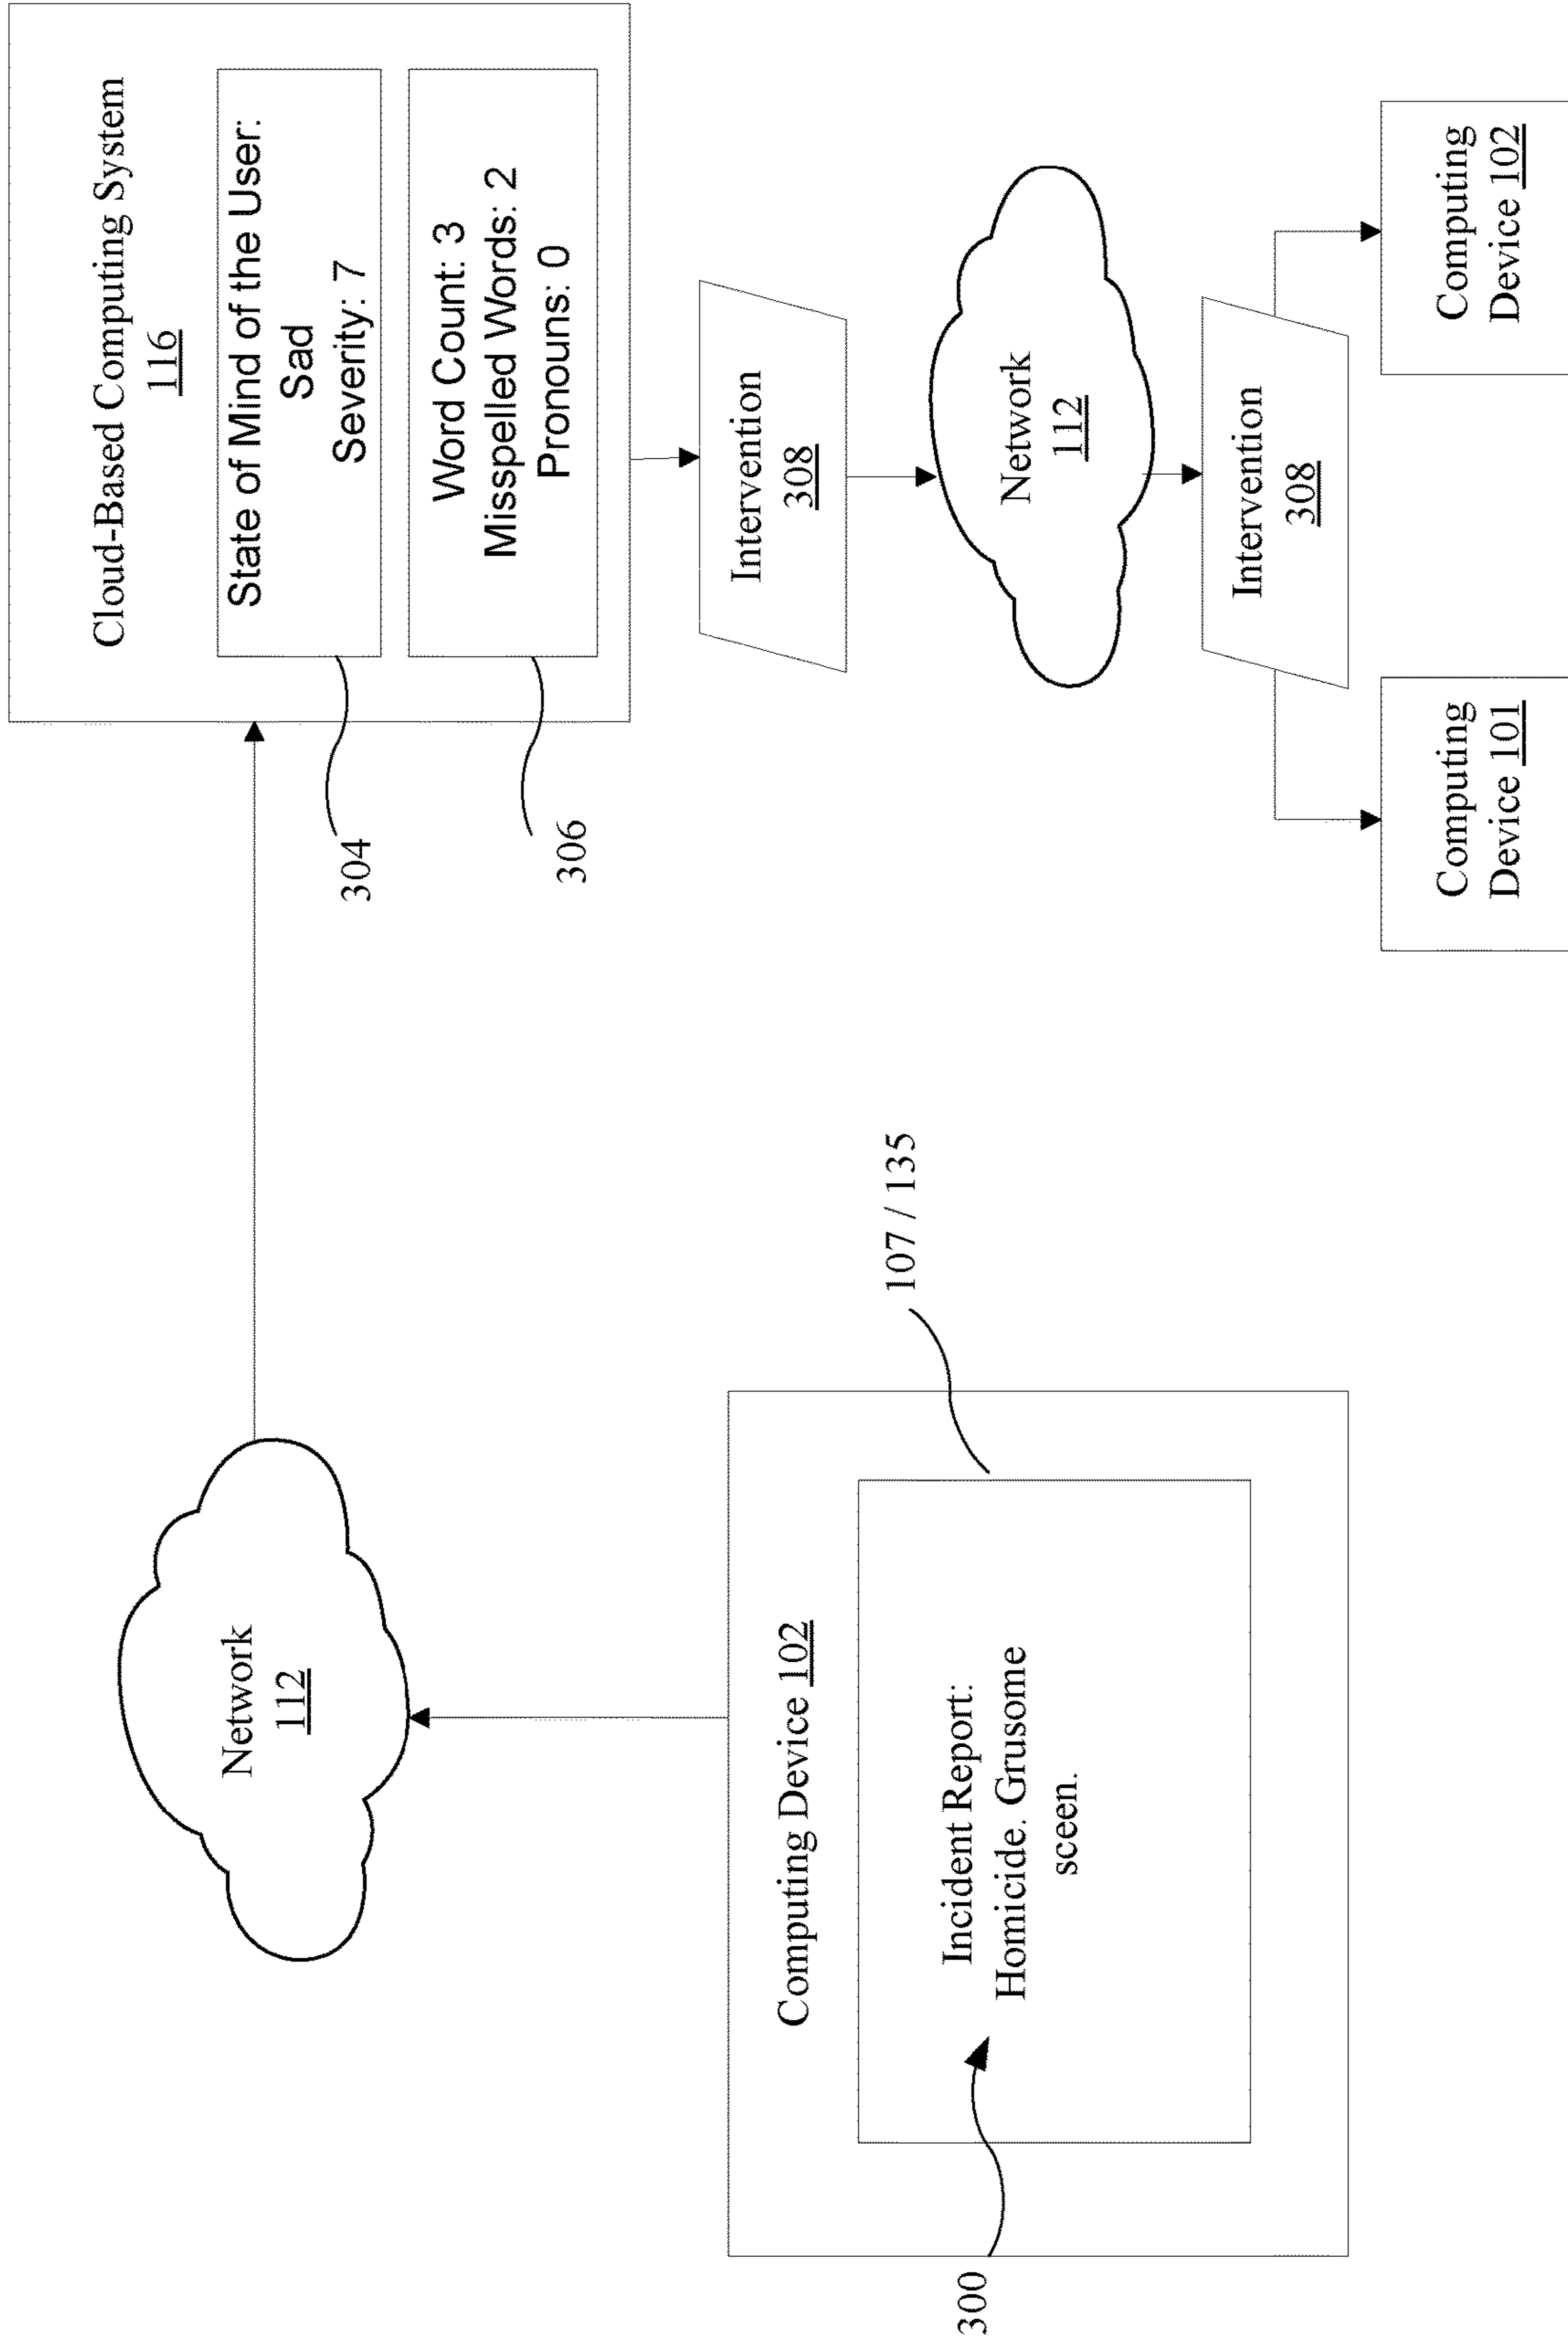 Network
112
Cloud-Based Computing System
116
State of Mind of the User:
Sad
Severity: 7
Word Count: 3
Misspelled Words: 2
Pronouns: 0
304
306
Computing Device 102
Incident Report:
Homicide. Grusome
sceen.
300
107 / 135
Intervention
308
Network
112
Intervention
308
Computing
Device 101
Computing
Device 102